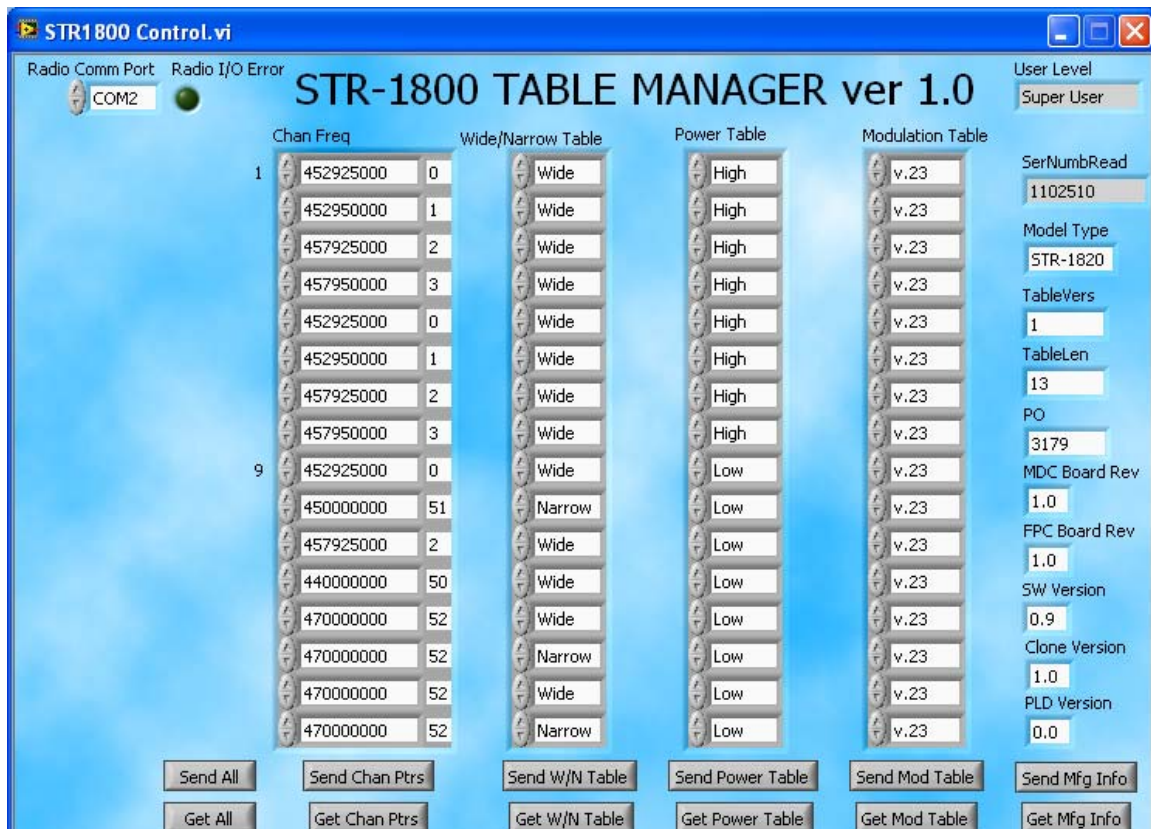 STR1800 Control.vi
Radio Comm Port Radio I/O Error STR-1800 TABLE MANAGER ver 1.0 User Level
COM2 Super User
Chan Freq Wide/Narrow Table Power Table Modulation Table
1 452925000 0 Wide High v.23 SerNumbRead
1102510
452950000 1 Wide High v.23
Model Type
457925000 2 Wide High v.23 STR-1820
457950000 3 Wide High v.23
TableVers
452925000 0 Wide High v.23 1
452950000 1 Wide High v.23 TableLen
13
457925000 2 Wide High v.23
PO
457950000 3 Wide High v.23 3179
9 452925000 0 Wide Low v.23 MDC Board Rev
450000000 51 Narrow Low v.23 1.0
457925000 2 Wide Low v.23 FPC Board Rev
1.0
440000000 50 Wide Low v.23 SW Version
470000000 52 Wide Low v.23 0.9
470000000 52 Narrow Low v.23 Clone Version
1.0
470000000 52 Wide Low v.23 PLD Version
470000000 52 Narrow Low v.23 0.0
Send All Send Chan Ptrs Send W/N Table Send Power Table Send Mod Table Send Mfg Info
Get All Get Chan Ptrs Get W/N Table Get Power Table Get Mod Table Get Mfg Info